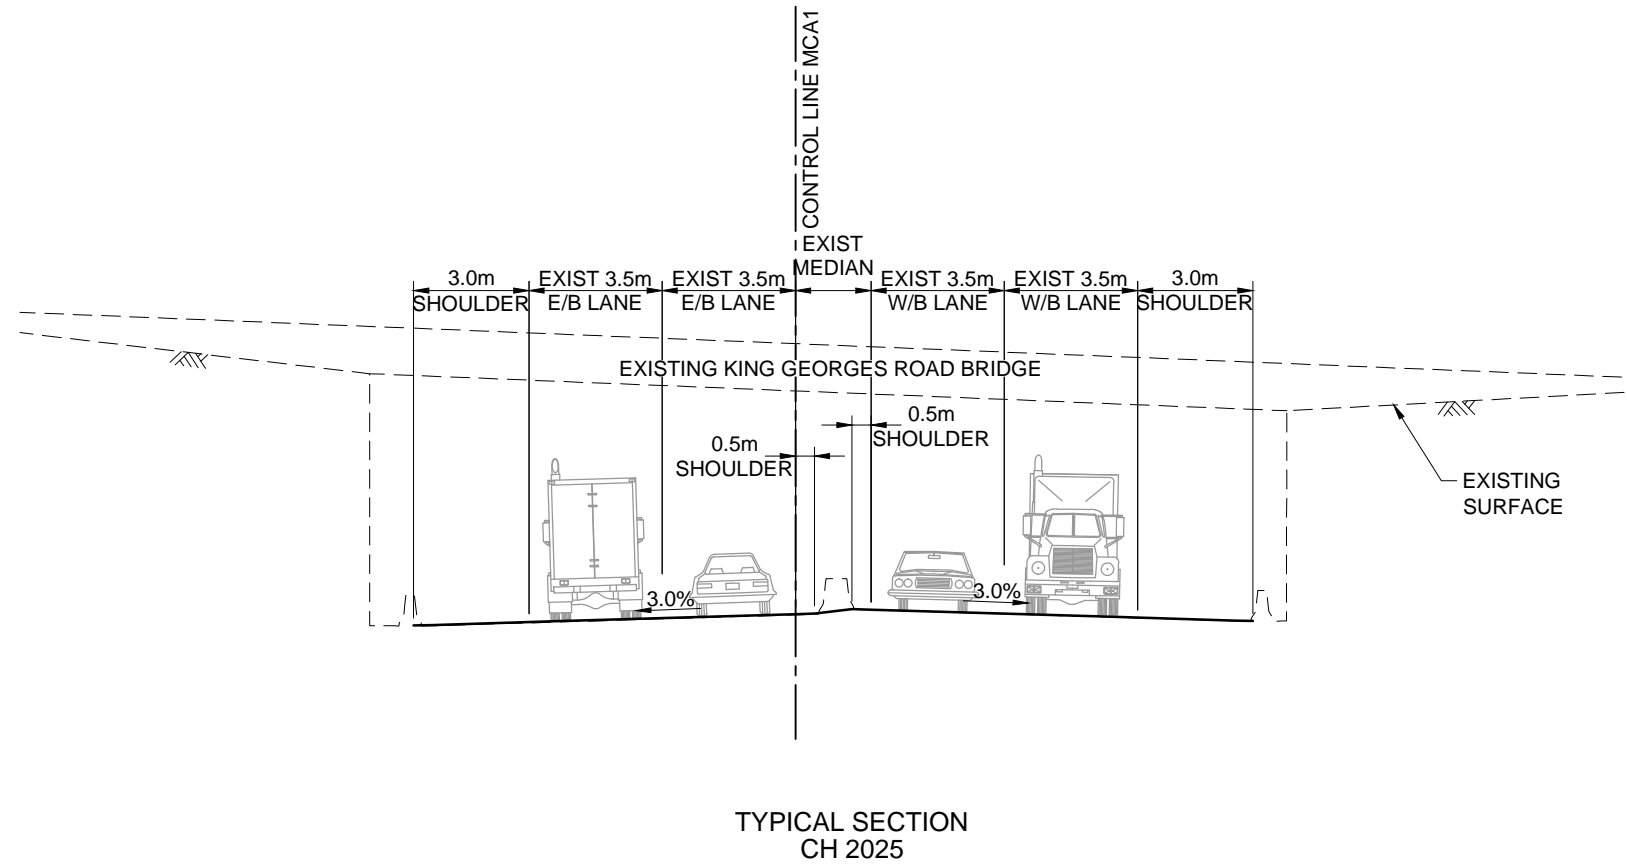 CONTROL LINE MCA1
EXIST
MEDIAN
3.0m
SHOULDER
EXIST 3.5m
E/B LANE
EXIST 3.5m
E/B LANE
EXIST 3.5m
W/B LANE
EXIST 3.5m
W/B LANE
3.0m
SHOULDER
EXISTING KING GEORGES ROAD BRIDGE
0.5m
SHOULDER
0.5m
SHOULDER
EXISTING
SURFACE
3.0%
3.0%
TYPICAL SECTION
CH 2025